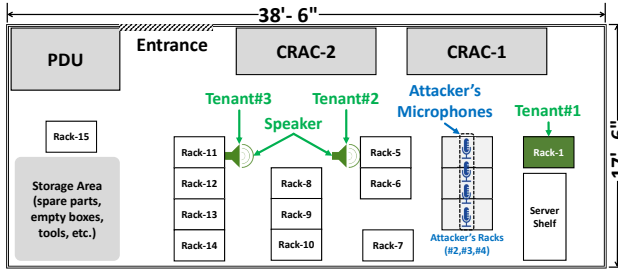 38'- 6"
Entrance
PDU
CRAC-2
CRAC-1
17'- 6"
Attacker's
Microphones
Tenant#3
Tenant#2
Tenant#1
Speaker
Rack-15
Rack-11
Rack-5
Rack-1
Rack-12
Rack-8
Rack-6
Storage Area
(spare parts,
empty boxes,
tools, etc.)
Rack-13
Rack-9
Server
Shelf
Rack-14
Rack-10
Rack-7
Attacker's Racks
(#2,#3,#4)